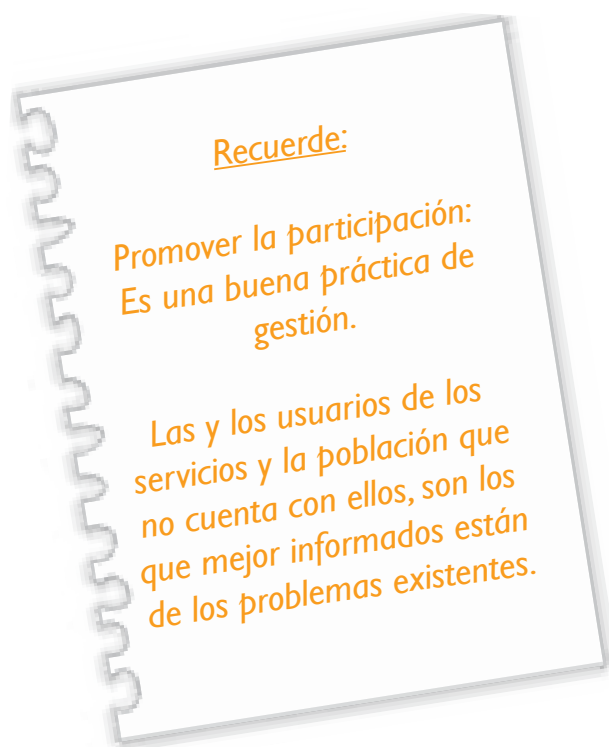 Recuerde:
Promover la participación:
Es una buena práctica de
gestión.
Las y los usuarios de los
servicios y la población que
no cuenta con ellos, son los
que mejor informados están
de los problemas existentes.